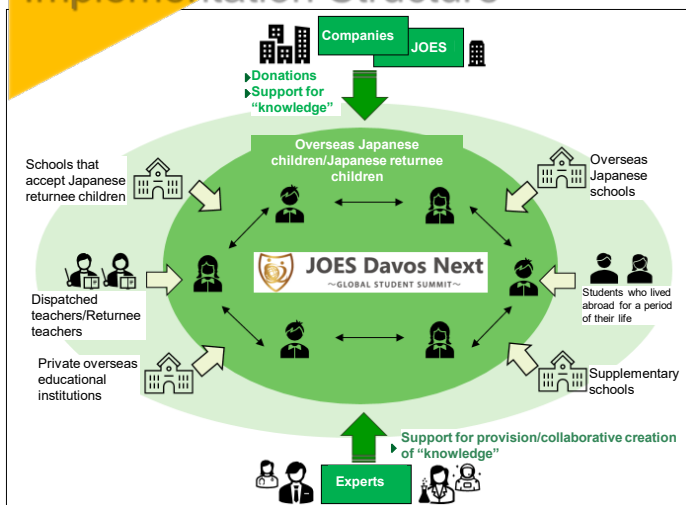 Implementation Structure
Companies
JOES
Donations
Support for
“knowledge”
Overseas Japanese
children/Japanese returnee
children
Schools that
accept Japanese
returnee children
Overseas
Japanese
schools
JOES Davos Next
～GLOBAL STUDENT SUMMIT～
Dispatched
teachers/Returnee
teachers
Students who lived
abroad for a period
of their life
Private overseas
educational
institutions
Supplementary
schools
Support for provision/collaborative creation
of “knowledge”
Experts